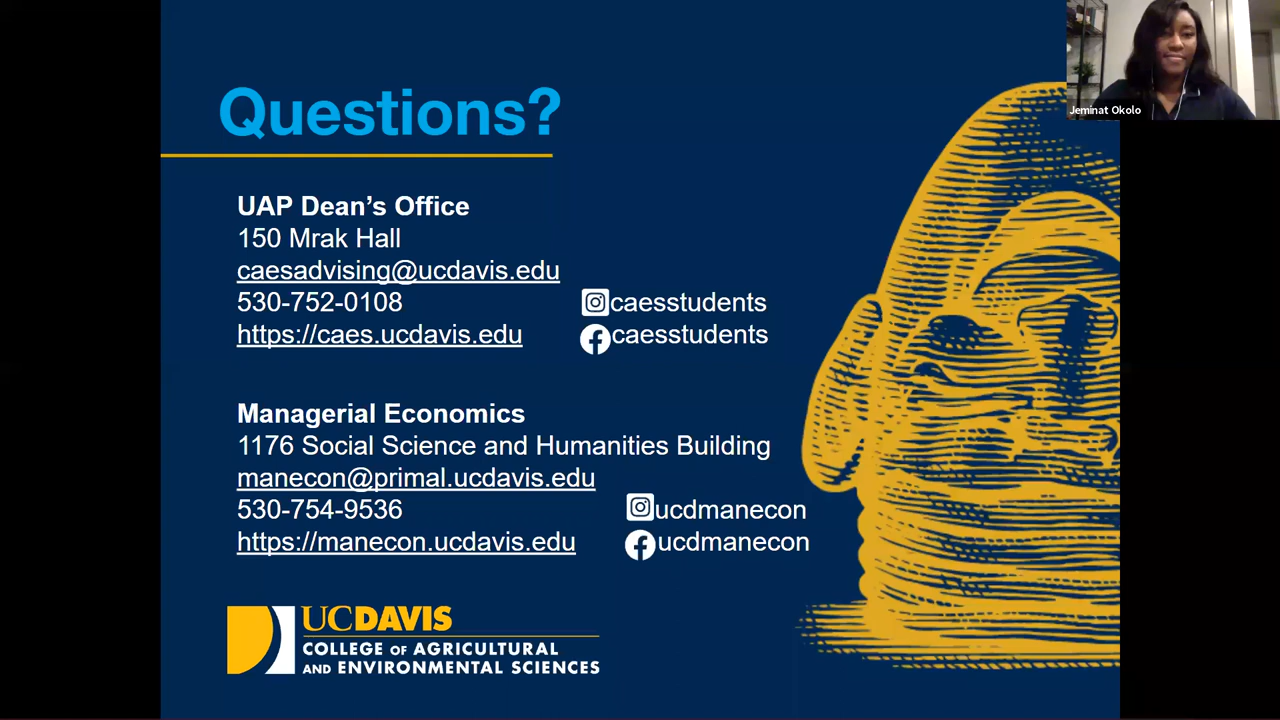 Questions?
UAP Dean's Office
150 Mrak Hall
caesadvising@ucdavis.edu
530-752-0108
https://caes.ucdavis.edu
caesstudents
caesstudents
Managerial Economics
1176 Social Science and Humanities Building
manecon@primal.ucdavis.edu
530-754-9536
https://manecon.ucdavis.edu
ucdmanecon
ucdmanecon
UCDAVIS
COLLEGE OF AGRICULTURAL
AND ENVIRONMENTAL SCIENCES
Jeminat Okolo